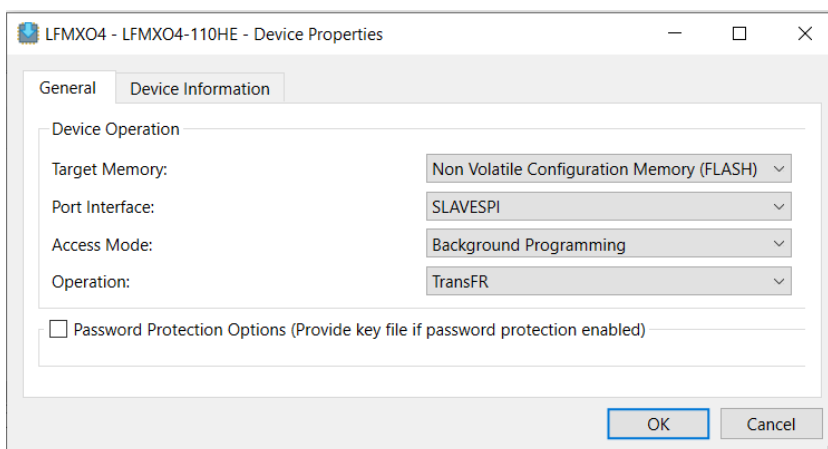 LFMXO4 - LFMXO4-110HE - Device Properties
General Device Information
Device Operation
Target Memory: Non Volatile Configuration Memory (FLASH)
Port Interface: SLAVESPI
Access Mode: Background Programming
Operation: TransFR
Password Protection Options (Provide key file if password protection enabled)
OK Cancel